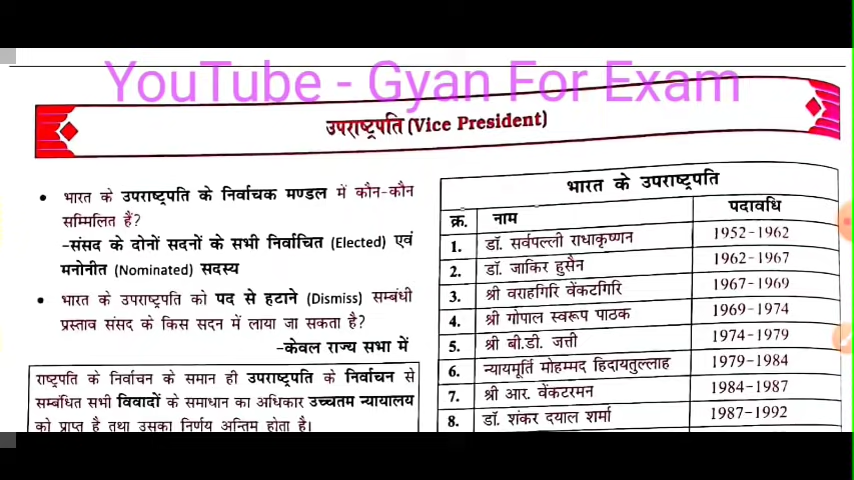 YouTube - Gyan For Exam
उपराष्ट्रपति (Vice President)
• भारत के उपराष्ट्रपति के निर्वाचक मण्डल में कौन-कौन
सम्मिलित हैं?
-संसद के दोनों सदनों के सभी निर्वाचित (Elected) एवं
मनोनीत (Nominated) सदस्य
• भारत के उपराष्ट्रपति को पद से हटाने (Dismiss) सम्बंधी
प्रस्ताव संसद के किस सदन में लाया जा सकता है?
-केवल राज्य सभा में
राष्ट्रपति के निर्वाचन के समान ही उपराष्ट्रपति के निर्वाचन से
सम्बंधित सभी विवादों के समाधान का अधिकार उच्चतम न्यायालय
को प्राप्त है तथा उसका निर्णय अन्तिम होता है।
भारत के उपराष्ट्रपति
क्र. नाम पदावधि
1. डॉ. सर्वपल्ली राधाकृष्णन 1952-1962
2. डॉ. जाकिर हुसैन 1962-1967
3. श्री वराहगिरि वेंकटगिरि 1967-1969
4. श्री गोपाल स्वरूप पाठक 1969-1974
5. श्री बी.डी. जत्ती 1974-1979
6. न्यायमूर्ति मोहम्मद हिदायतुल्लाह 1979-1984
7. श्री आर. वेंकटरमन 1984-1987
8. डॉ. शंकर दयाल शर्मा 1987-1992